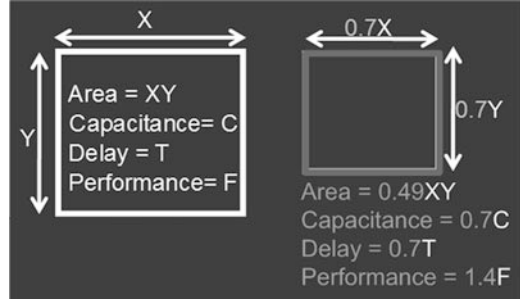 X
Y
Area = XY
Capacitance= C
Delay = T
Performance= F
0.7X
0.7Y
Area = 0.49XY
Capacitance = 0.7C
Delay = 0.7T
Performance = 1.4F